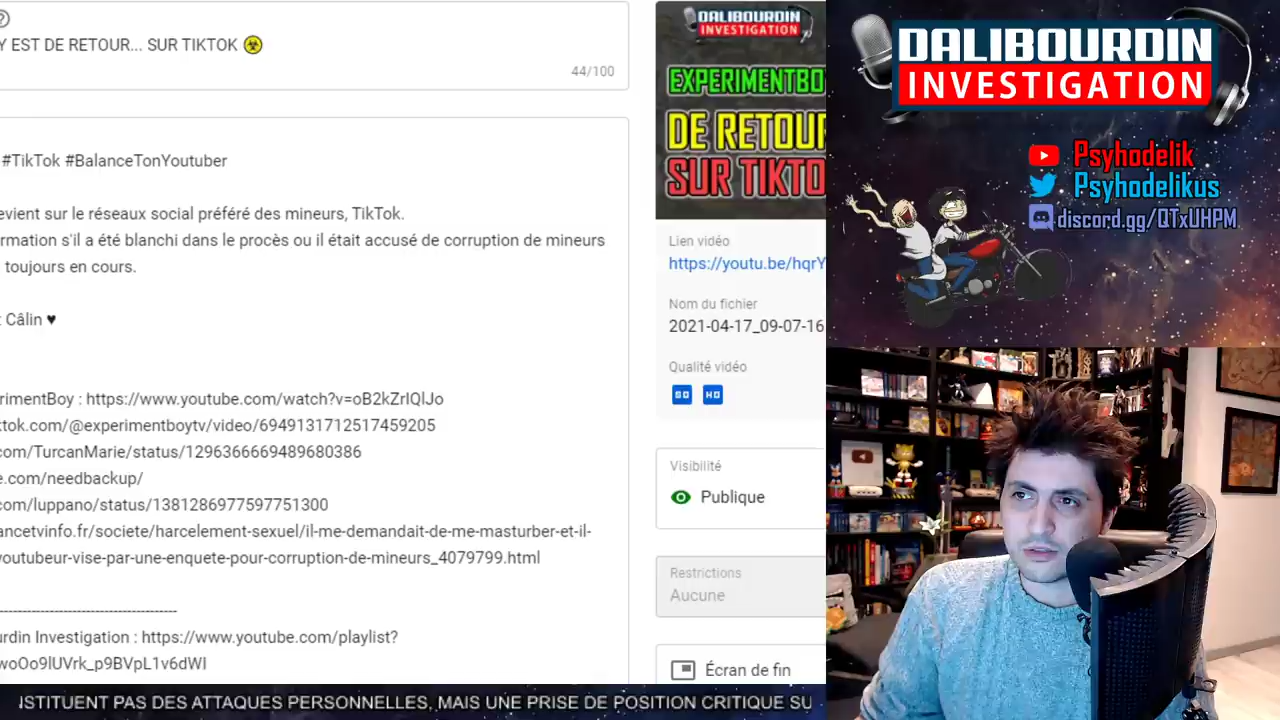 Y EST DE RETOUR... SUR TIKTOK
44/100
#TikTok #BalanceTonYoutuber
evient sur le réseaux social préféré des mineurs, TikTok.
rmation s'il a été blanchi dans le procès ou il était accusé de corruption de mineurs
toujours en cours.
t Câlin ♥
rimentBoy : https://www.youtube.com/watch?v=oB2kZrIQlJo
ktok.com/@experimentboytv/video/6949131712517459205
com/TurcanMarie/status/1296366669489680386
e.com/needbackup/
com/luppano/status/1381286977597751300
ancetvinfo.fr/societe/harcelement-sexuel/il-me-demandait-de-me-masturber-et-il-
youtubeur-vise-par-une-enquete-pour-corruption-de-mineurs_4079799.html
----------------------------------------
urdin Investigation : https://www.youtube.com/playlist?
woOo9lUVrk_p9BVpL1v6dWI
DALIBOURDIN
INVESTIGATION
EXPERIMENTBO
DE RETOUR
SUR TIKTO
Lien vidéo
https://youtu.be/hqrY
Nom du fichier
2021-04-17_09-07-16
Qualité vidéo
SD HD
Visibilité
Publique
Restrictions
Aucune
Écran de fin
DALIBOURDIN
INVESTIGATION
Psyhodelik
Psyhodelikus
discord.gg/QTxUHPM
NSTITUENT PAS DES ATTAQUES PERSONNELLES, MAIS UNE PRISE DE POSITION CRITIQUE SU